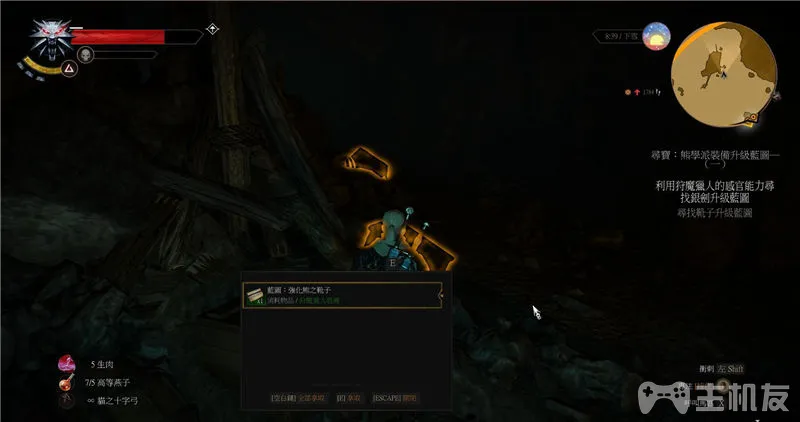 8:39 / 下雪
1784
尋寶：熊學派裝備升級藍圖—
（一）
利用狩魔獵人的感官能力尋
找銀劍升級藍圖
尋找靴子升級藍圖
E
藍圖：強化熊之靴子
消耗物品 / 狩魔獵人裝備
X1
[空白鍵] 全部拿取 [E] 拿取 [ESCAPE] 關閉
5 生肉
7/5 高等燕子
∞ 貓之十字弓
衝刺 左 Shift
X
主机友